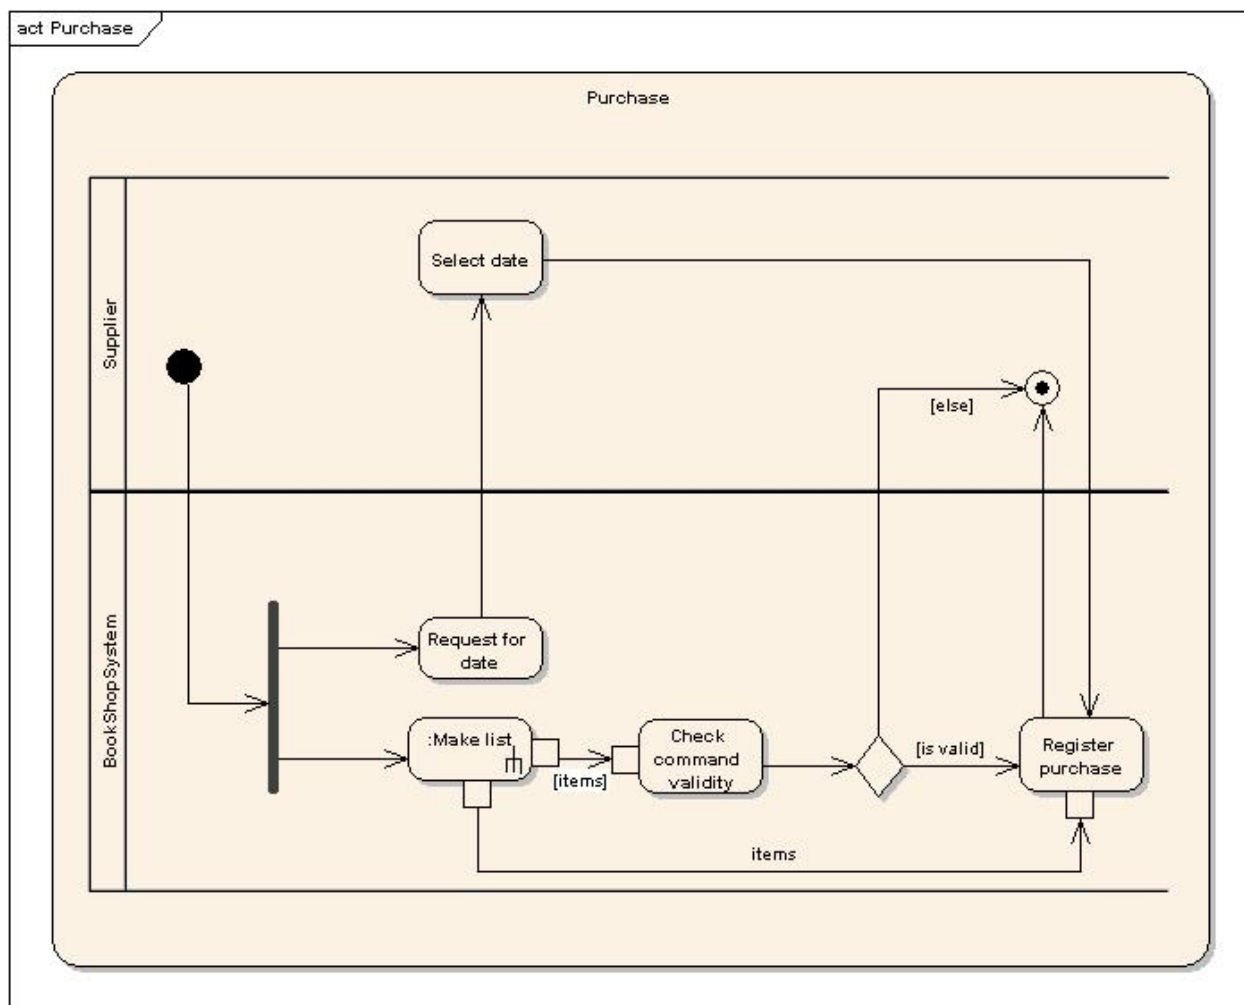 act Purchase
Purchase
Supplier
Select date
[else]
BookShopSystem
Request for
date
:Make list
[items]
Check
command
validity
[is valid]
Register
purchase
items